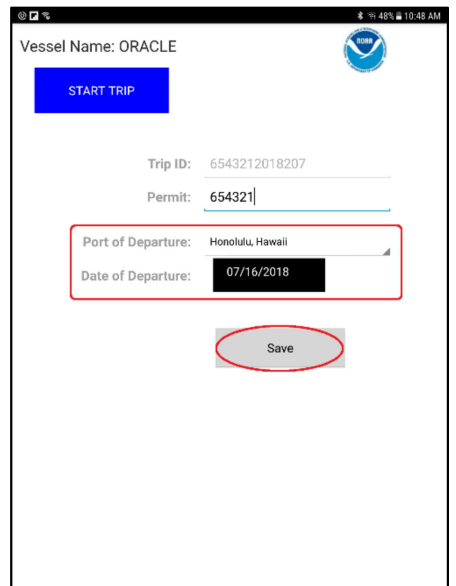 48% 10:48 AM
Vessel Name: ORACLE
NOAA
START TRIP
Trip ID: 6543212018207
Permit: 654321
Port of Departure: Honolulu, Hawaii
Date of Departure: 07/16/2018
Save